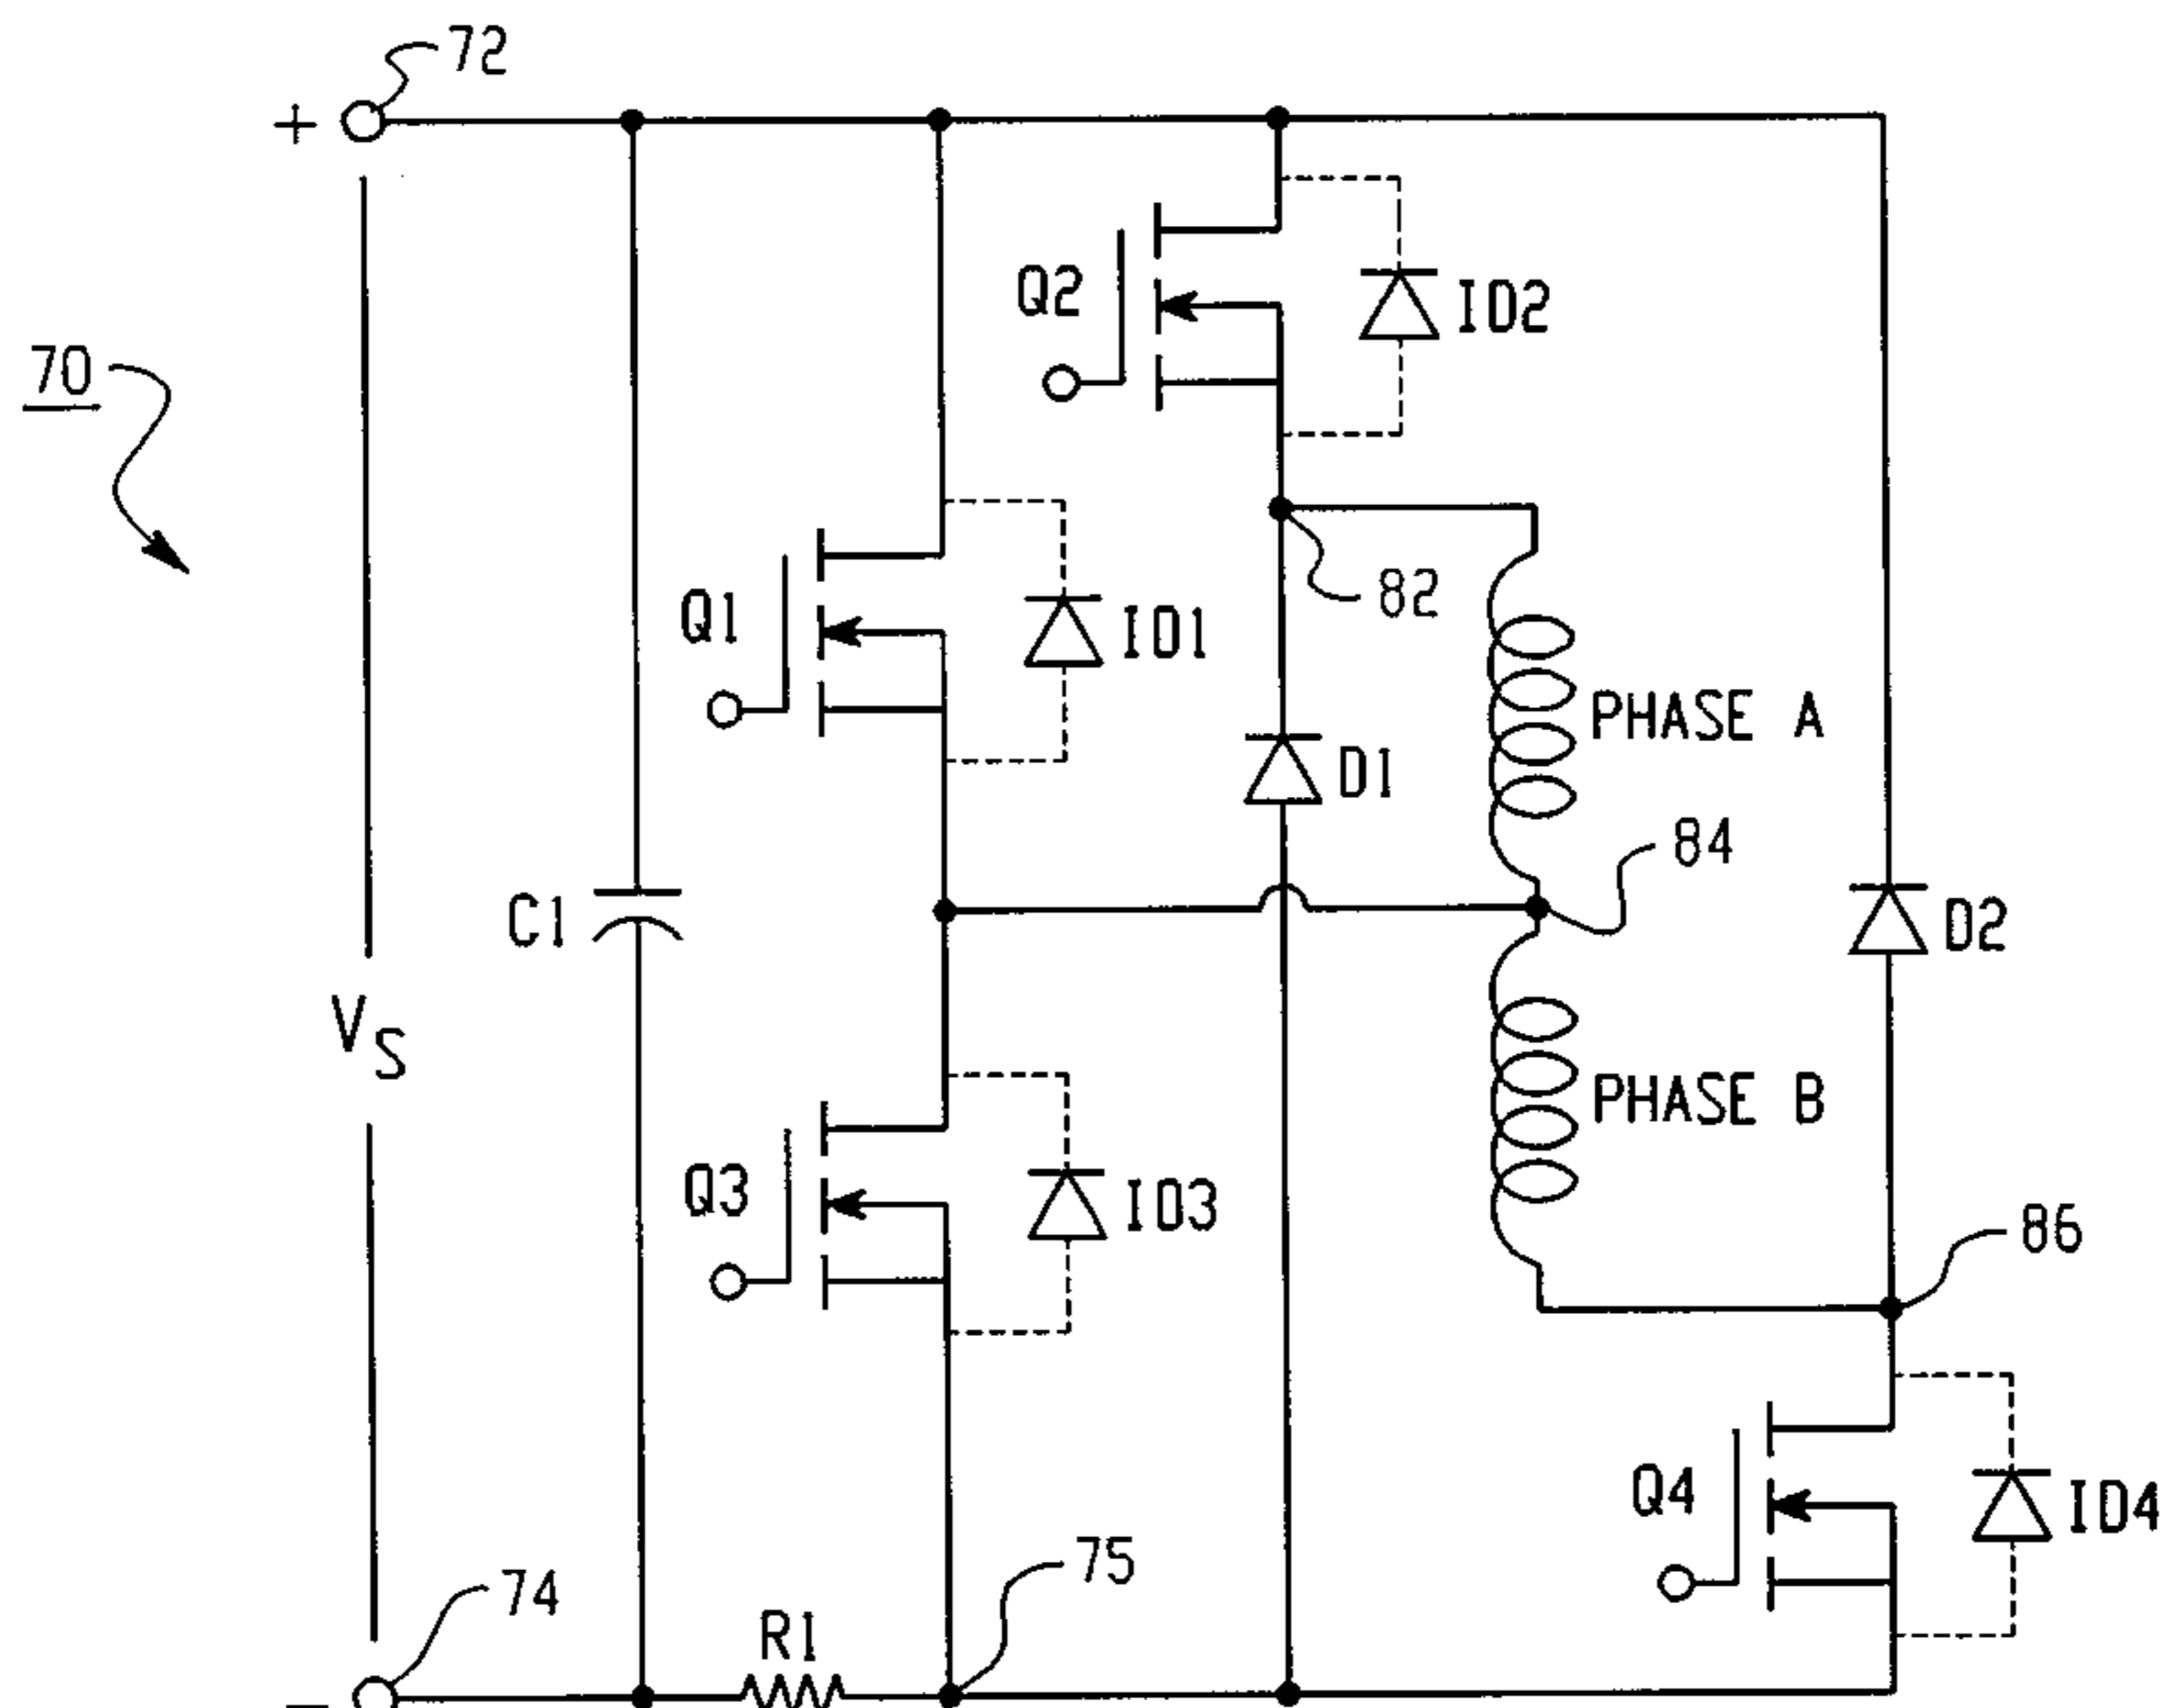 72
+
Q2
ID2
70
Q1
ID1
82
D1
PHASE A
84
C1
D2
VS
PHASE B
Q3
ID3
86
Q4
ID4
75
74
R1
−